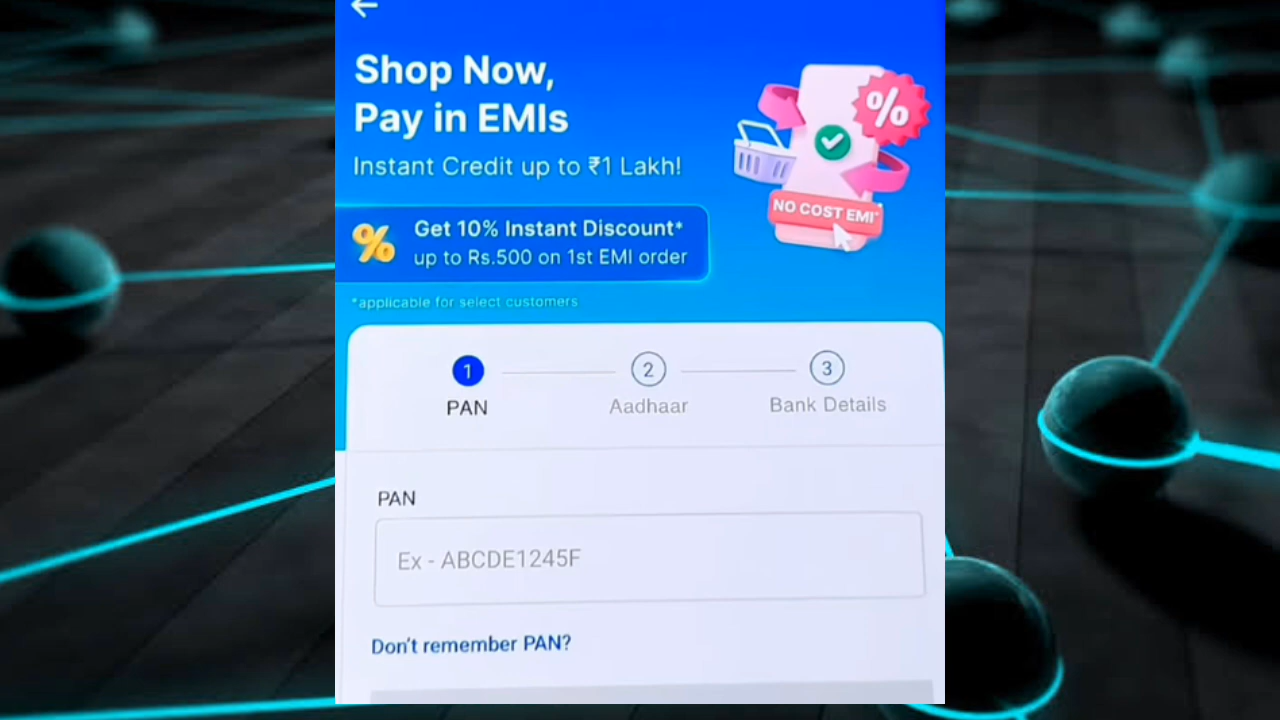 Shop Now,
Pay in EMIs
Instant Credit up to ₹1 Lakh!
NO COST EMI*
%
% Get 10% Instant Discount*
up to Rs.500 on 1st EMI order
*applicable for select customers
1 2 3
PAN Aadhaar Bank Details
PAN
Ex - ABCDE1245F
Don't remember PAN?